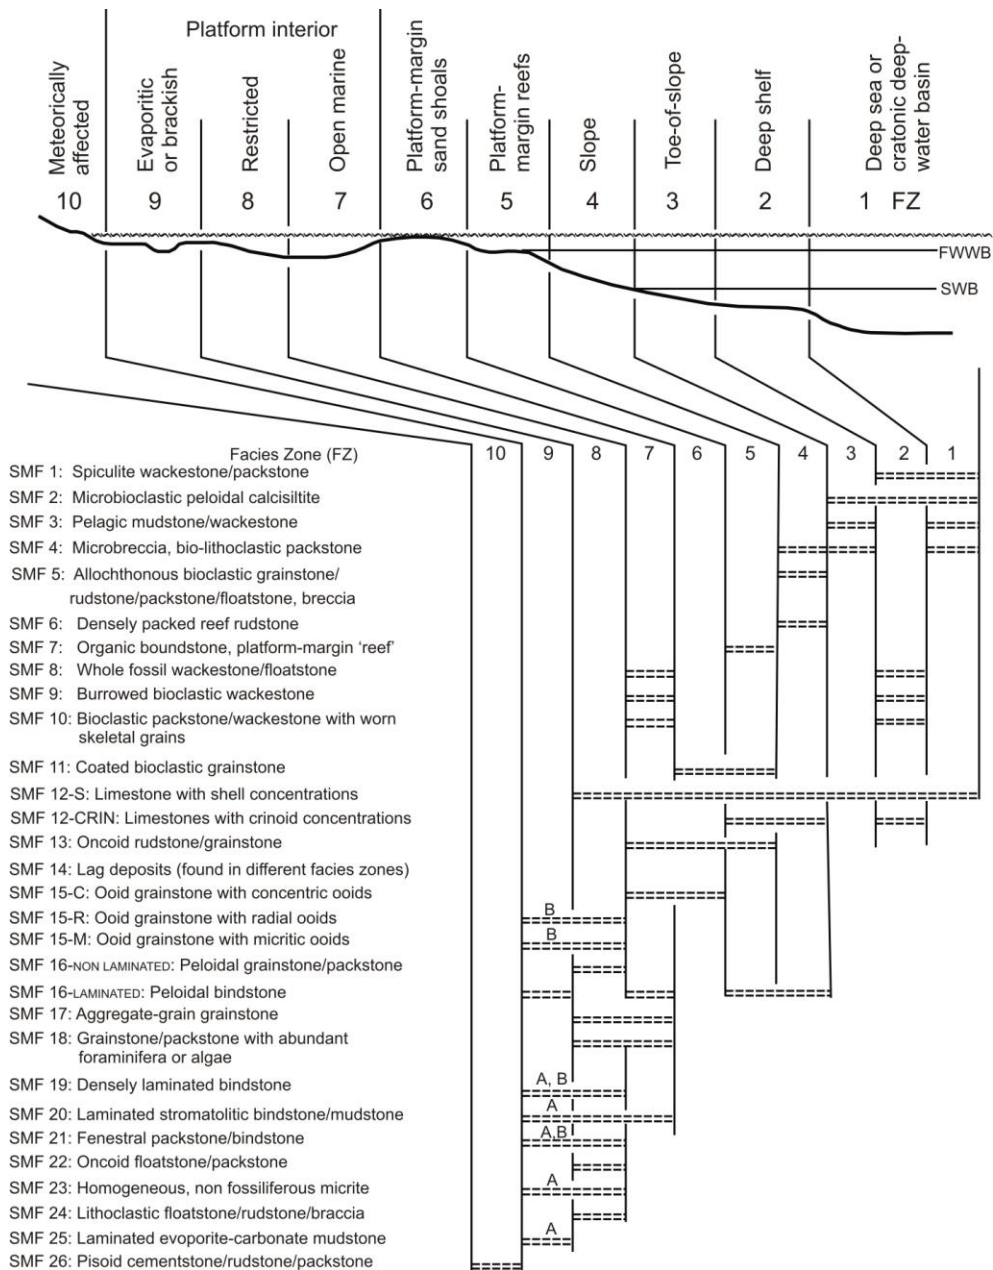 Platform interior
Meteorically
affected
Evaporitic
or brackish
Restricted
Open marine
Platform-margin
sand shoals
Platform-
margin reefs
Slope
Toe-of-slope
Deep shelf
Deep sea or
cratonic deep-
water basin
10 9 8 7 6 5 4 3 2 1 FZ
FWWB
SWB
Facies Zone (FZ) 10 9 8 7 6 5 4 3 2 1
SMF 1: Spiculite wackestone/packstone
SMF 2: Microbioclastic peloidal calcisiltite
SMF 3: Pelagic mudstone/wackestone
SMF 4: Microbreccia, bio-lithoclastic packstone
SMF 5: Allochthonous bioclastic grainstone/
rudstone/packstone/floatstone, breccia
SMF 6: Densely packed reef rudstone
SMF 7: Organic boundstone, platform-margin ‘reef’
SMF 8: Whole fossil wackestone/floatstone
SMF 9: Burrowed bioclastic wackestone
SMF 10: Bioclastic packstone/wackestone with worn
skeletal grains
SMF 11: Coated bioclastic grainstone
SMF 12-S: Limestone with shell concentrations
SMF 12-CRIN: Limestones with crinoid concentrations
SMF 13: Oncoid rudstone/grainstone
SMF 14: Lag deposits (found in different facies zones)
SMF 15-C: Ooid grainstone with concentric ooids
SMF 15-R: Ooid grainstone with radial ooids B
SMF 15-M: Ooid grainstone with micritic ooids B
SMF 16-NON LAMINATED: Peloidal grainstone/packstone
SMF 16-LAMINATED: Peloidal bindstone
SMF 17: Aggregate-grain grainstone
SMF 18: Grainstone/packstone with abundant
foraminifera or algae
SMF 19: Densely laminated bindstone A, B
SMF 20: Laminated stromatolitic bindstone/mudstone A
SMF 21: Fenestral packstone/bindstone A,B
SMF 22: Oncoid floatstone/packstone
SMF 23: Homogeneous, non fossiliferous micrite A
SMF 24: Lithoclastic floatstone/rudstone/braccia
SMF 25: Laminated evoporite-carbonate mudstone A
SMF 26: Pisoid cementstone/rudstone/packstone